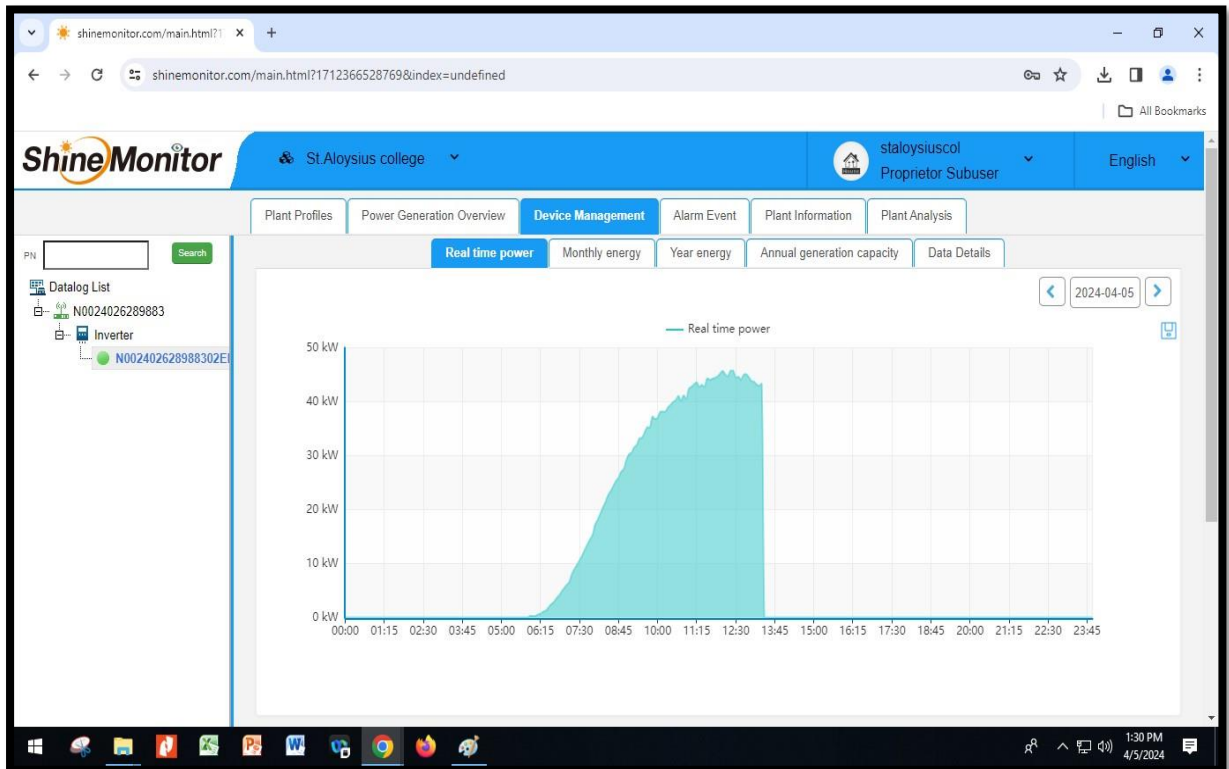 shinemonitor.com/main.html?1
shinemonitor.com/main.html?1712366528769&index=undefined
All Bookmarks
ShineMonitor
St.Aloysius college
staloysiuscol
Proprietor Subuser
English
Plant Profiles
Power Generation Overview
Device Management
Alarm Event
Plant Information
Plant Analysis
PN
Search
Real time power
Monthly energy
Year energy
Annual generation capacity
Data Details
Datalog List
N0024026289883
Inverter
N002402628988302E
2024-04-05
Real time power
50 kW
40 kW
30 kW
20 kW
10 kW
0 kW
00:00 01:15 02:30 03:45 05:00 06:15 07:30 08:45 10:00 11:15 12:30 13:45 15:00 16:15 17:30 18:45 20:00 21:15 22:30 23:45
1:30 PM
4/5/2024